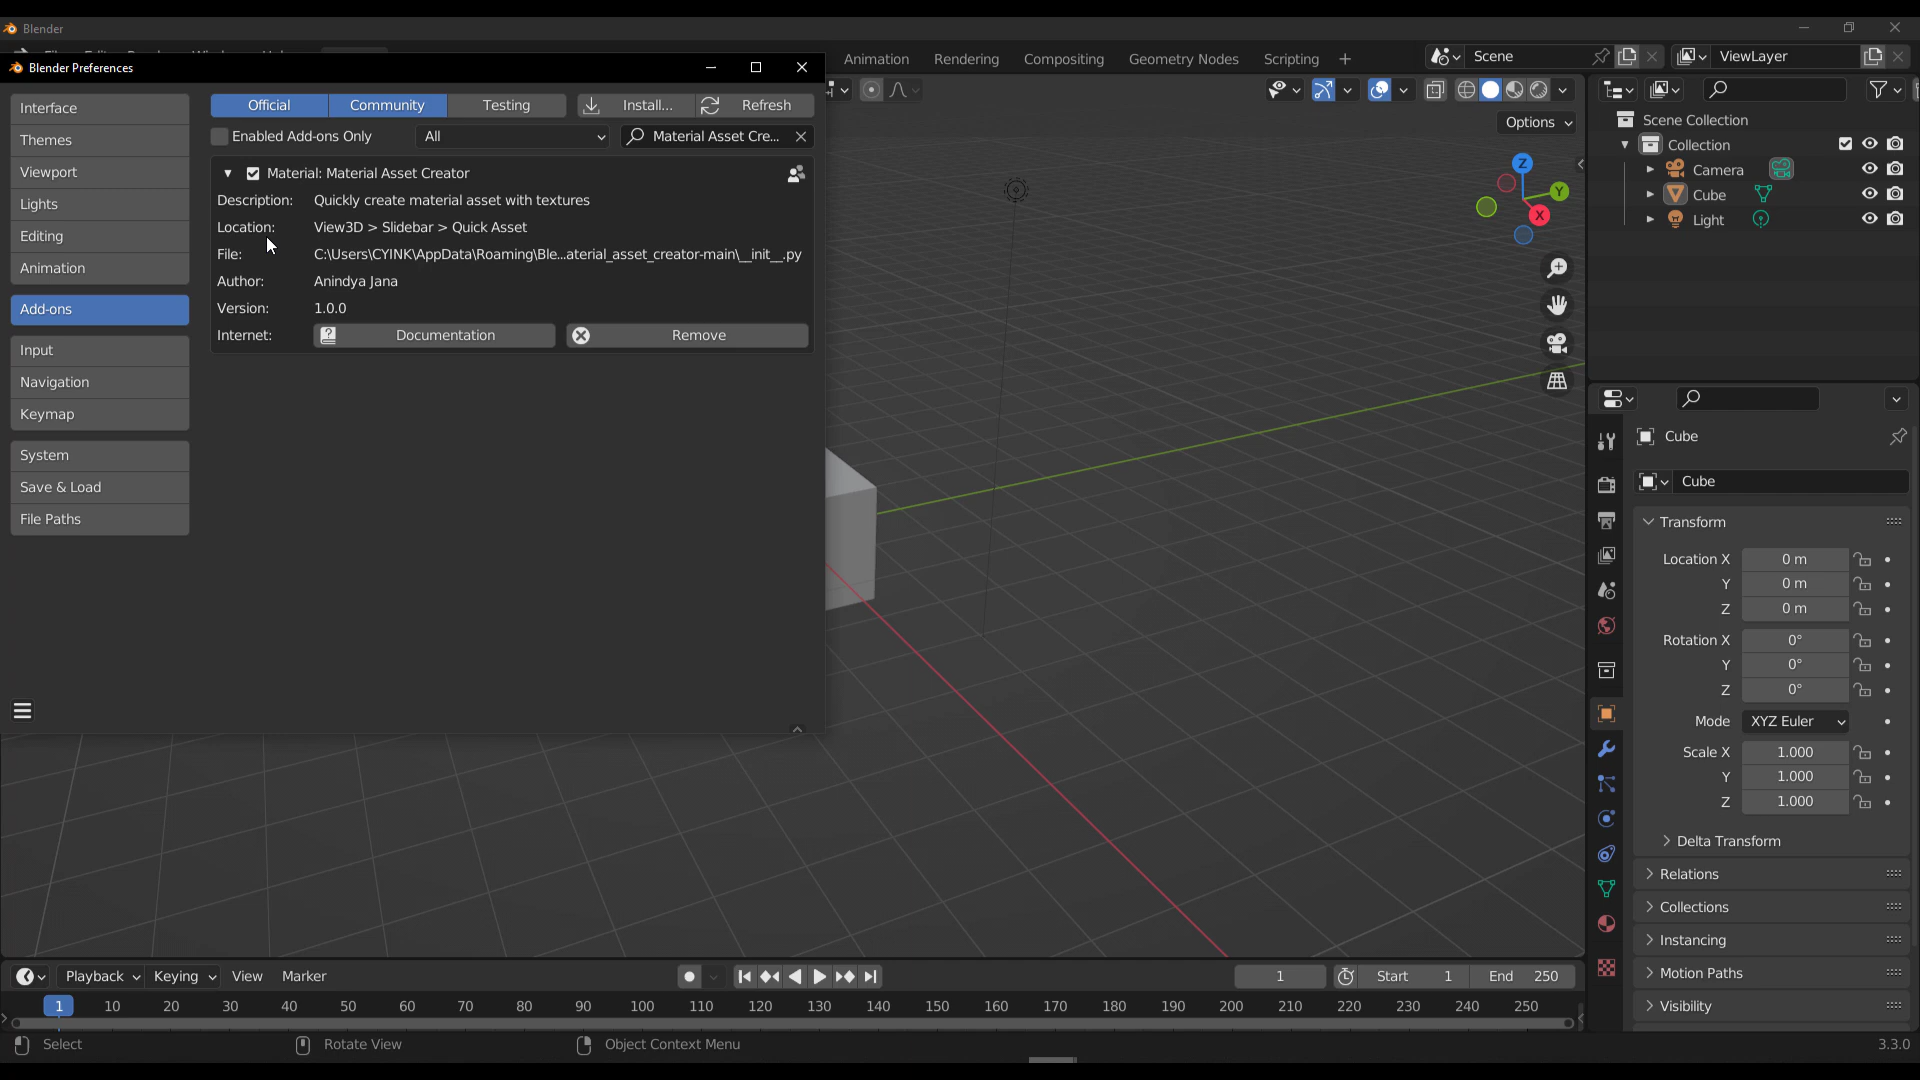 Blender
Blender Preferences
Animation
Rendering
Compositing
Geometry Nodes
Scripting
+
Scene
ViewLayer
Interface
Themes
Viewport
Lights
Editing
Animation
Add-ons
Input
Navigation
Keymap
System
Save & Load
File Paths
Official
Community
Testing
Install...
Refresh
Enabled Add-ons Only
All
Material Asset Cre...
Material: Material Asset Creator
Description: Quickly create material asset with textures
Location: View3D > Slidebar > Quick Asset
File: C:\Users\CYINK\AppData\Roaming\Ble...aterial_asset_creator-main\__init__.py
Author: Anindya Jana
Version: 1.0.0
Internet: Documentation Remove
Options
Z
Y
X
Scene Collection
Collection
Camera
Cube
Light
Cube
Cube
Transform
Location X 0 m
Y 0 m
Z 0 m
Rotation X 0°
Y 0°
Z 0°
Mode XYZ Euler
Scale X 1.000
Y 1.000
Z 1.000
Delta Transform
Relations
Collections
Instancing
Motion Paths
Visibility
Playback Keying View Marker
1
Start 1
End 250
1 10 20 30 40 50 60 70 80 90 100 110 120 130 140 150 160 170 180 190 200 210 220 230 240 250
Select
Rotate View
Object Context Menu
3.3.0